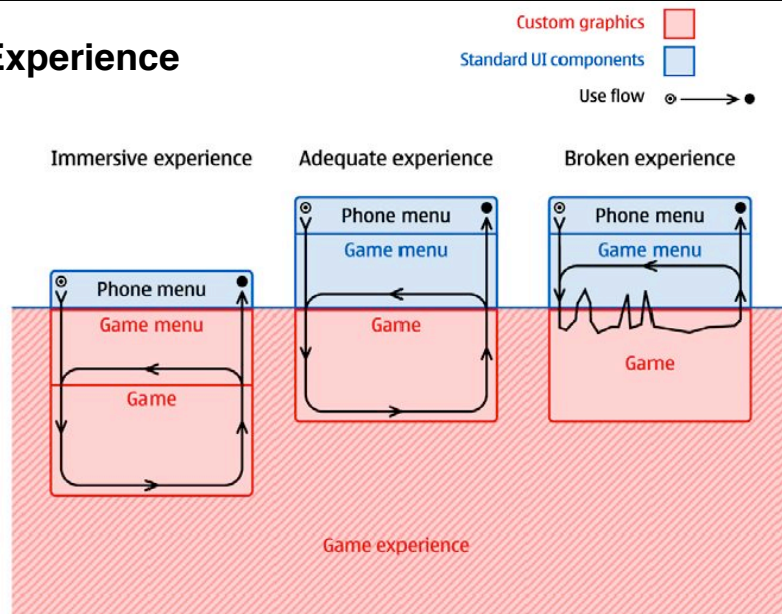 Experience
Custom graphics
Standard UI components
Use flow
Immersive experience
Adequate experience
Broken experience
Phone menu
Game menu
Game
Phone menu
Game menu
Game
Phone menu
Game menu
Game
Game experience